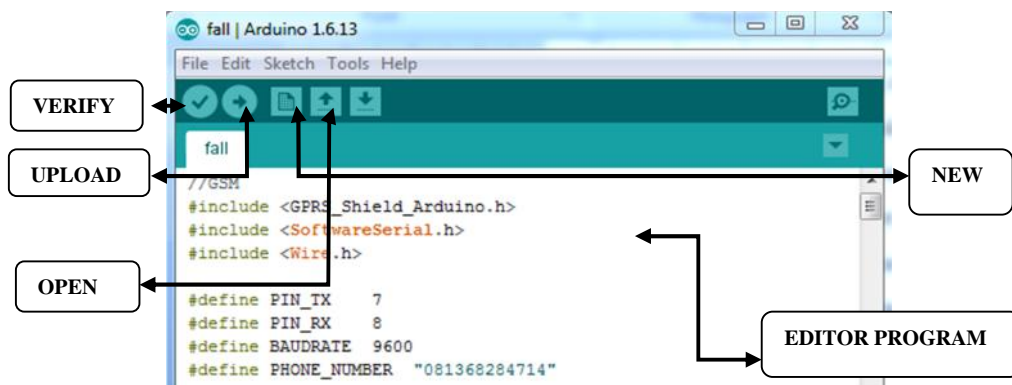 fall | Arduino 1.6.13
File Edit Sketch Tools Help
VERIFY
fall
UPLOAD
NEW
//GSM
#include <GPRS_Shield_Arduino.h>
#include <SoftwareSerial.h>
#include <Wire.h>
OPEN
#define PIN_TX 7
#define PIN_RX 8
#define BAUDRATE 9600
#define PHONE_NUMBER "081368284714"
EDITOR PROGRAM